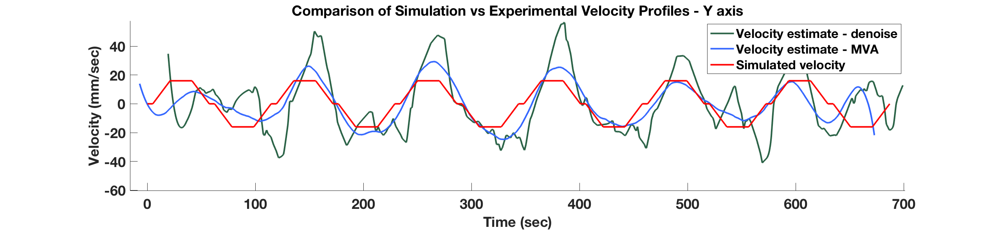 Comparison of Simulation vs Experimental Velocity Profiles - Y axis
Velocity estimate - denoise
Velocity estimate - MVA
Simulated velocity
Velocity (mm/sec)
40
20
0
-20
-40
-60
0 100 200 300 400 500 600 700
Time (sec)